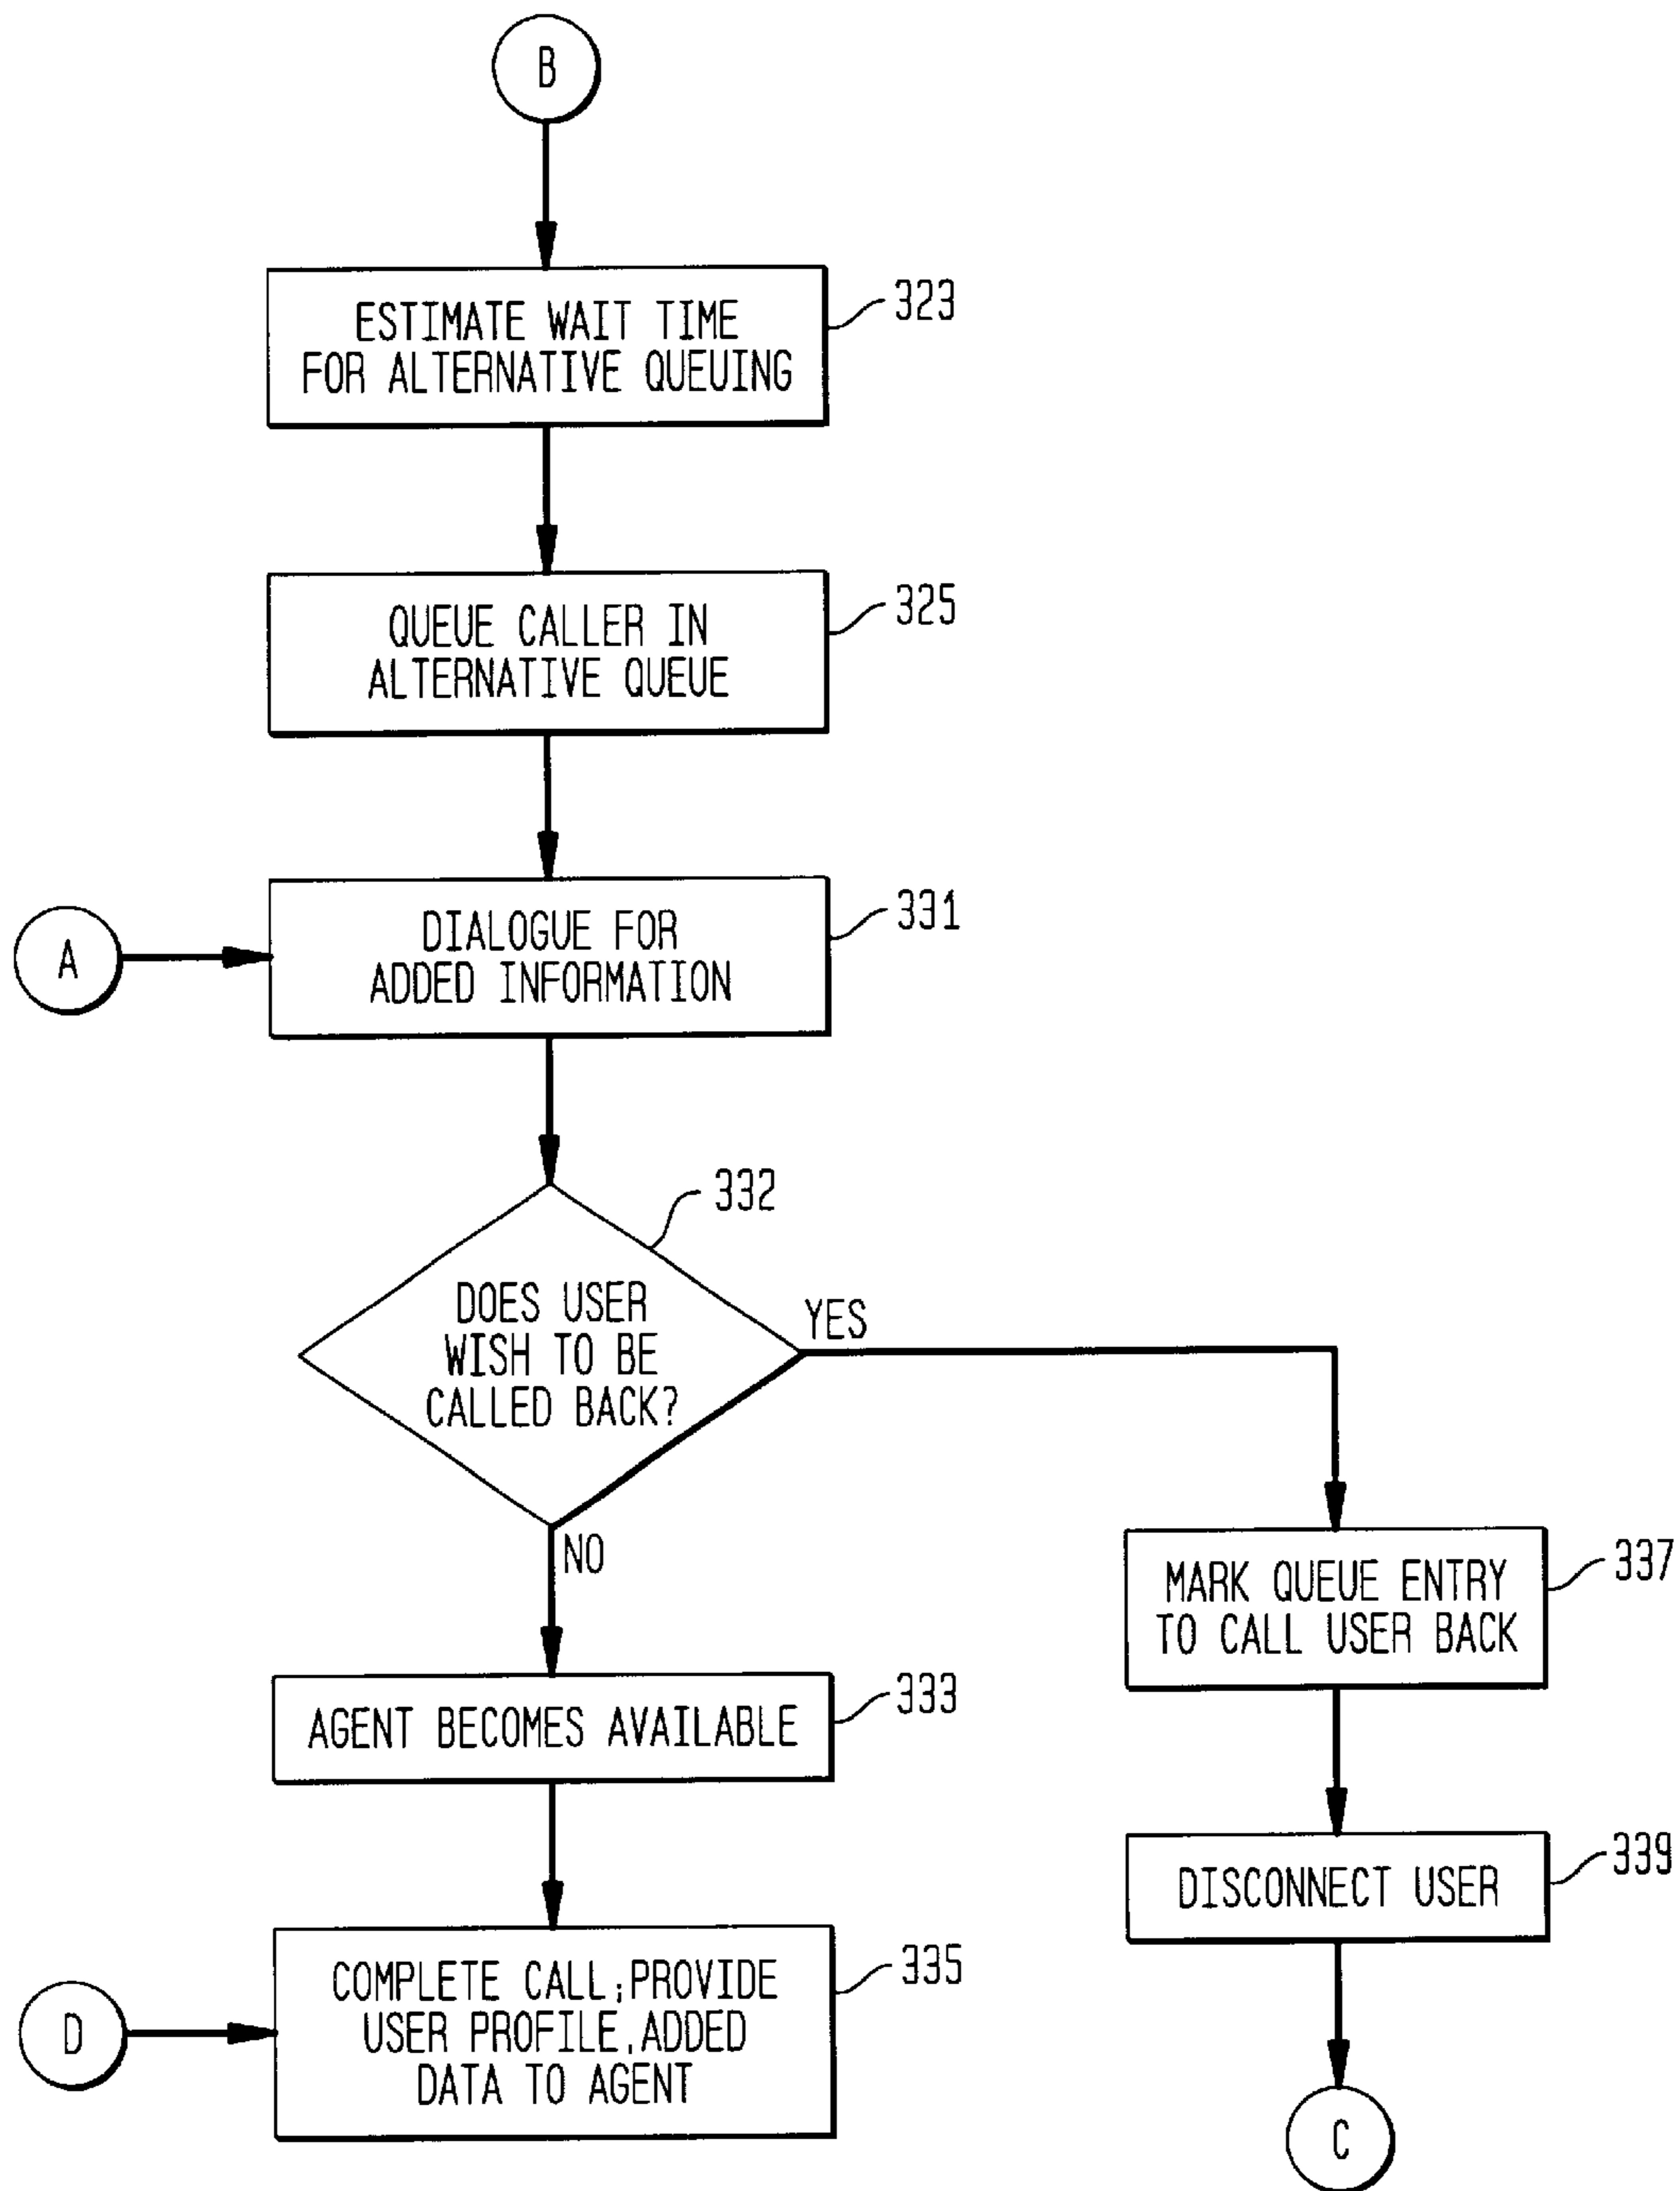 B
ESTIMATE WAIT TIME
FOR ALTERNATIVE QUEUING
323
QUEUE CALLER IN
ALTERNATIVE QUEUE
325
A
DIALOGUE FOR
ADDED INFORMATION
331
332
DOES USER
WISH TO BE
CALLED BACK?
YES
NO
MARK QUEUE ENTRY
TO CALL USER BACK
337
AGENT BECOMES AVAILABLE
333
DISCONNECT USER
339
D
COMPLETE CALL; PROVIDE
USER PROFILE, ADDED
DATA TO AGENT
335
C